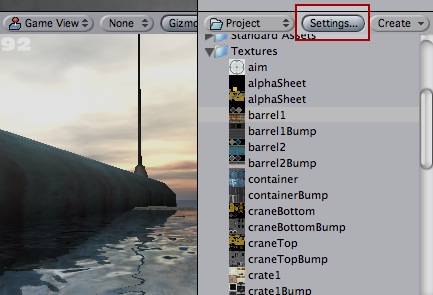 Game View None Gizmo Project Settings... Create
92
Standard Assets
Textures
aim
alphaSheet
alphaSheet
barrel1
barrel1Bump
barrel2
barrel2Bump
container
containerBump
craneBottom
craneBottomBump
craneTop
craneTopBump
crate1
crate1Bump